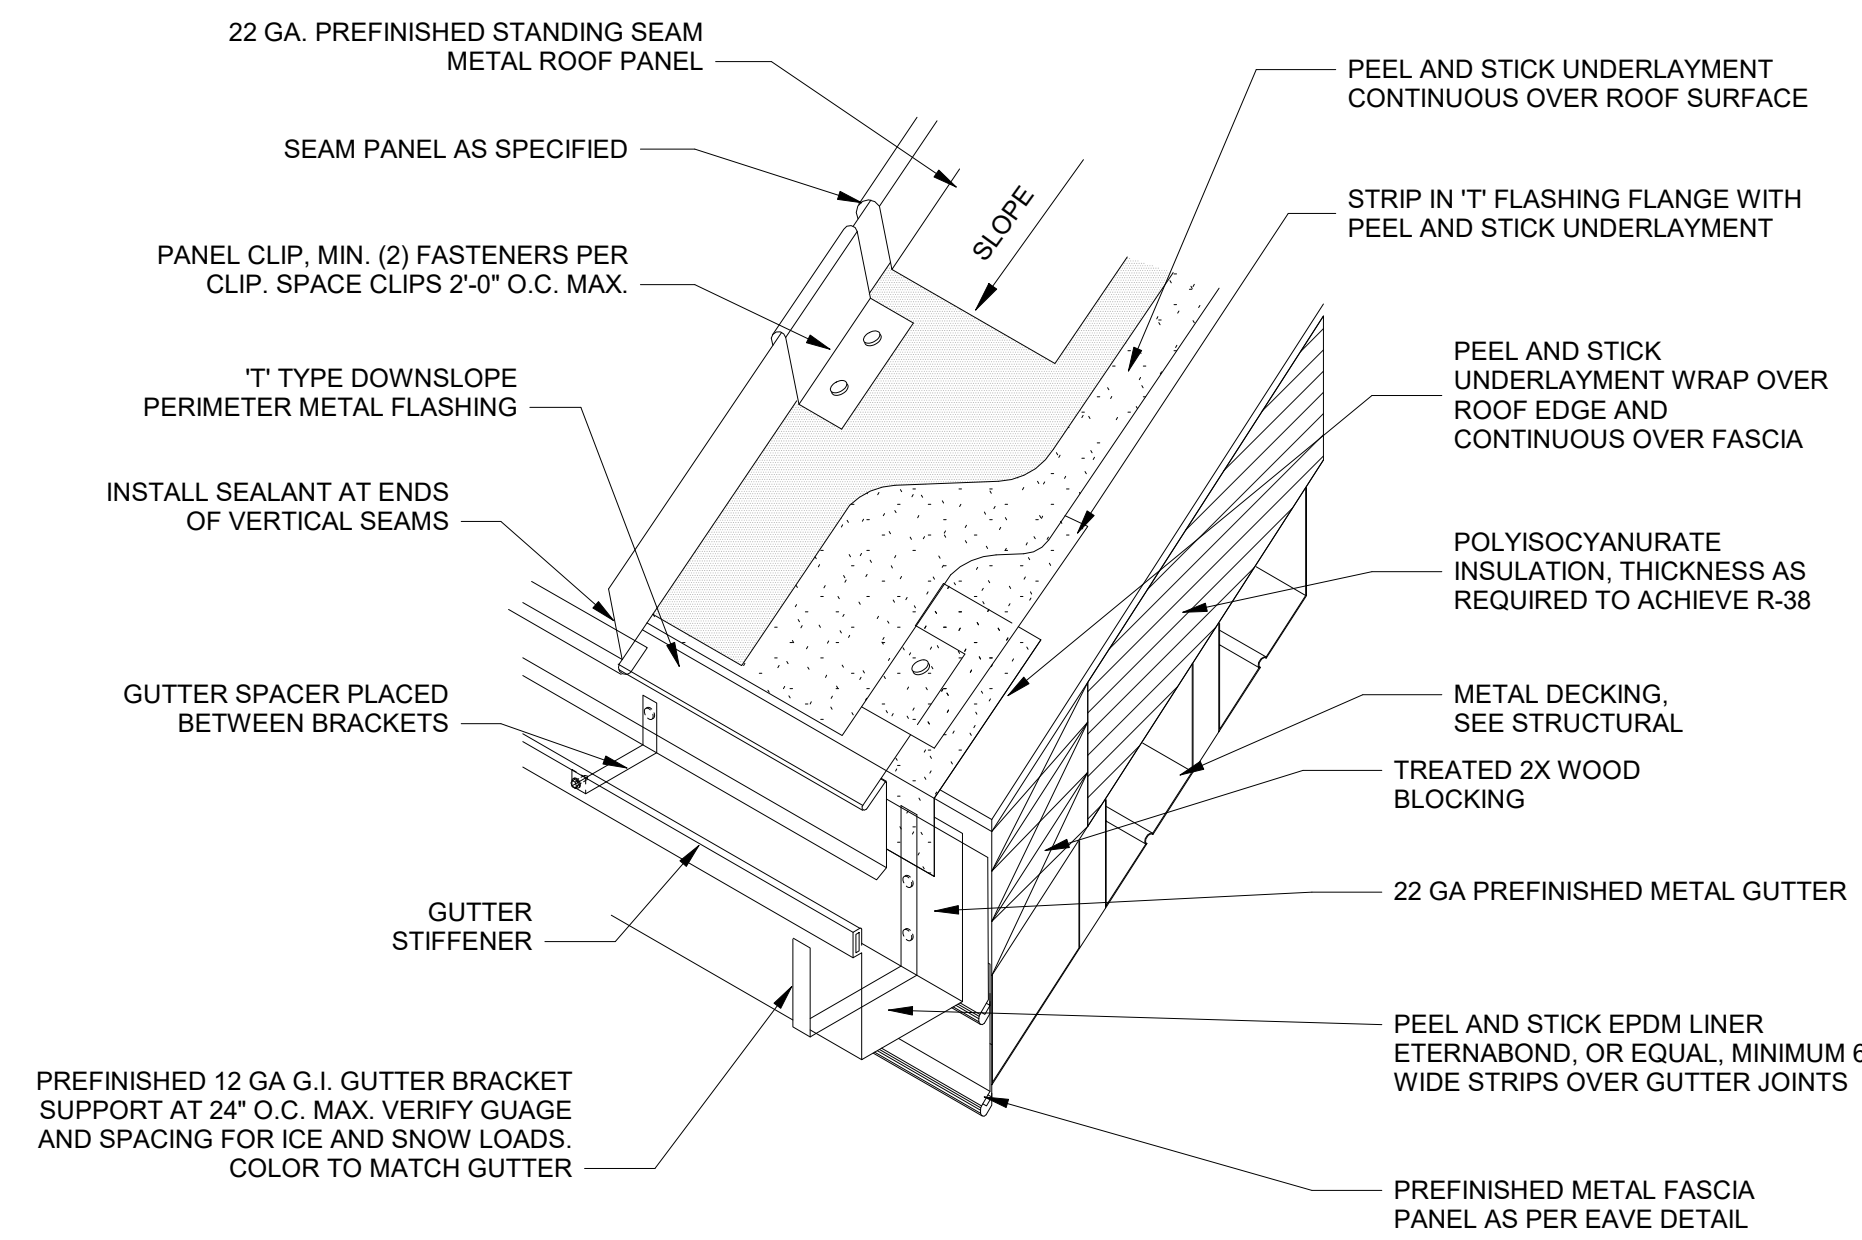 22 GA. PREFINISHED STANDING SEAM
METAL ROOF PANEL
SEAM PANEL AS SPECIFIED
PANEL CLIP, MIN. (2) FASTENERS PER
CLIP. SPACE CLIPS 2'-0" O.C. MAX.
'T' TYPE DOWNSLOPE
PERIMETER METAL FLASHING
INSTALL SEALANT AT ENDS
OF VERTICAL SEAMS
GUTTER SPACER PLACED
BETWEEN BRACKETS
GUTTER
STIFFENER
PREFINISHED 12 GA G.I. GUTTER BRACKET
SUPPORT AT 24" O.C. MAX. VERIFY GUAGE
AND SPACING FOR ICE AND SNOW LOADS.
COLOR TO MATCH GUTTER
SLOPE
PEEL AND STICK UNDERLAYMENT
CONTINUOUS OVER ROOF SURFACE
STRIP IN 'T' FLASHING FLANGE WITH
PEEL AND STICK UNDERLAYMENT
PEEL AND STICK
UNDERLAYMENT WRAP OVER
ROOF EDGE AND
CONTINUOUS OVER FASCIA
POLYISOCYANURATE
INSULATION, THICKNESS AS
REQUIRED TO ACHIEVE R-38
METAL DECKING,
SEE STRUCTURAL
TREATED 2X WOOD
BLOCKING
22 GA PREFINISHED METAL GUTTER
PEEL AND STICK EPDM LINER
ETERNABOND, OR EQUAL, MINIMUM 6
WIDE STRIPS OVER GUTTER JOINTS
PREFINISHED METAL FASCIA
PANEL AS PER EAVE DETAIL